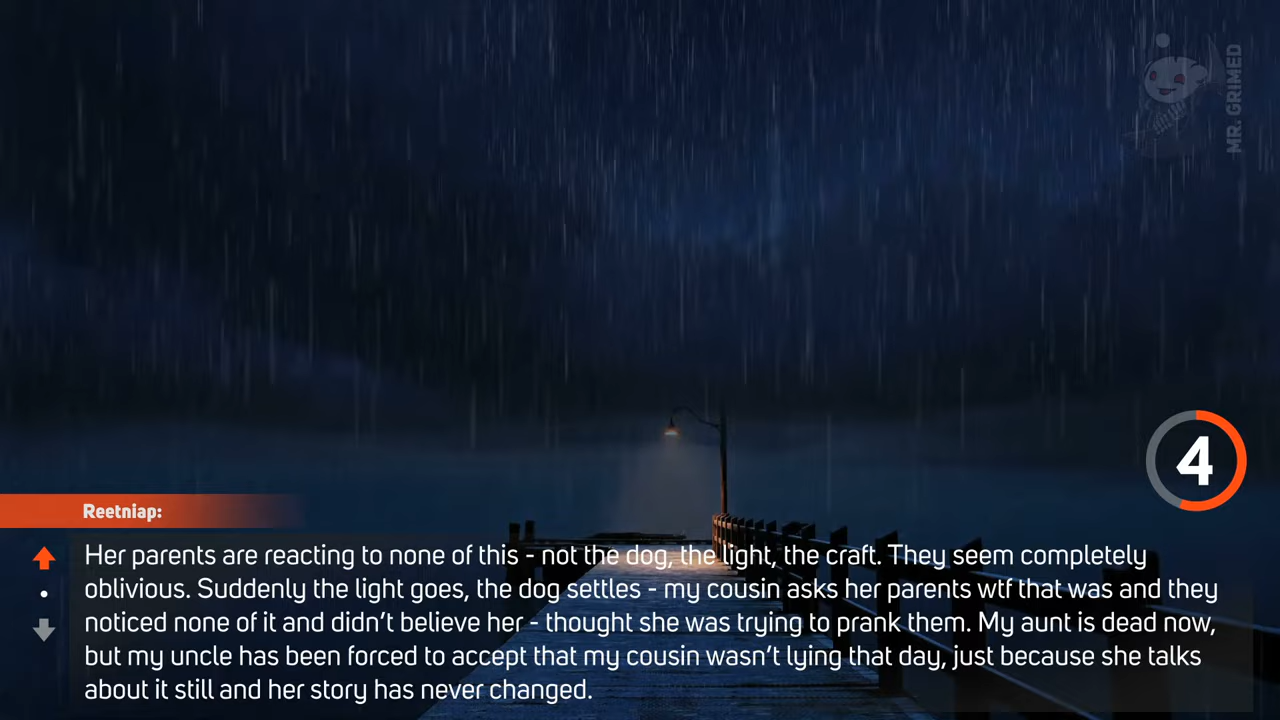 MR. GRIMED
4
Reetniap:
Her parents are reacting to none of this - not the dog, the light, the craft. They seem completely
oblivious. Suddenly the light goes, the dog settles - my cousin asks her parents wtf that was and they
noticed none of it and didn't believe her - thought she was trying to prank them. My aunt is dead now,
but my uncle has been forced to accept that my cousin wasn't lying that day, just because she talks
about it still and her story has never changed.